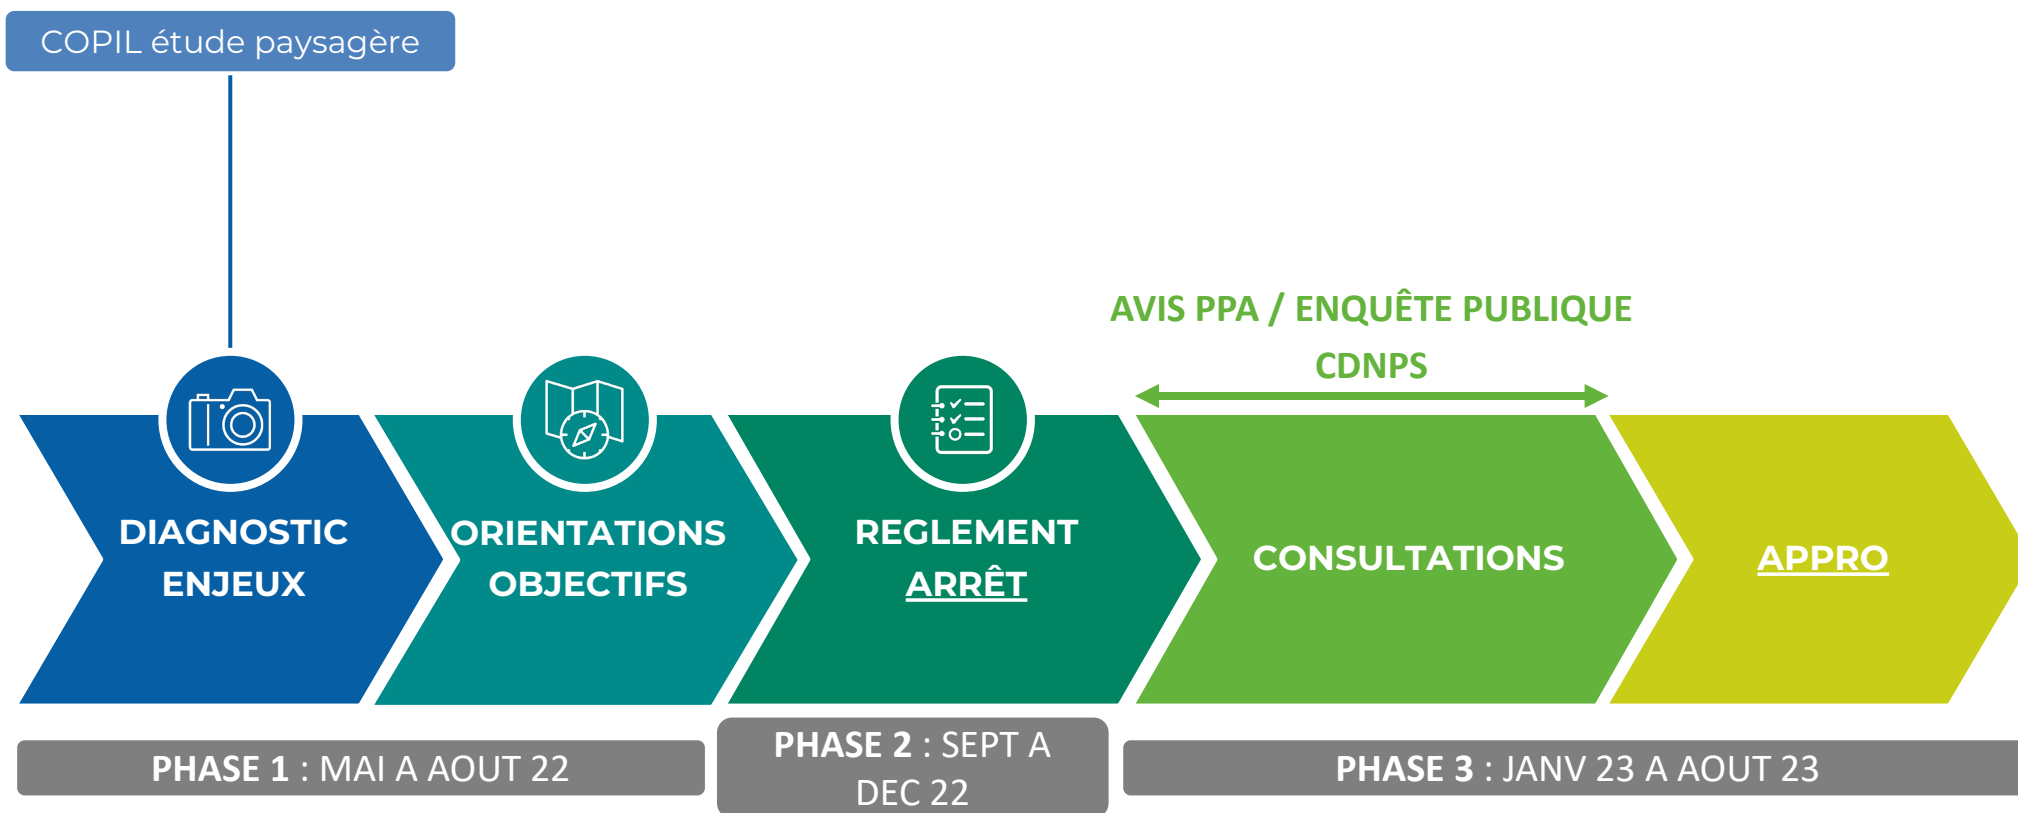 COPIL étude paysagère
AVIS PPA / ENQUÊTE PUBLIQUE
CDNPS
DIAGNOSTIC
ENJEUX
ORIENTATIONS
OBJECTIFS
REGLEMENT
ARRÊT
CONSULTATIONS
APPRO
PHASE 1 : MAI A AOUT 22
PHASE 2 : SEPT A
DEC 22
PHASE 3 : JANV 23 A AOUT 23